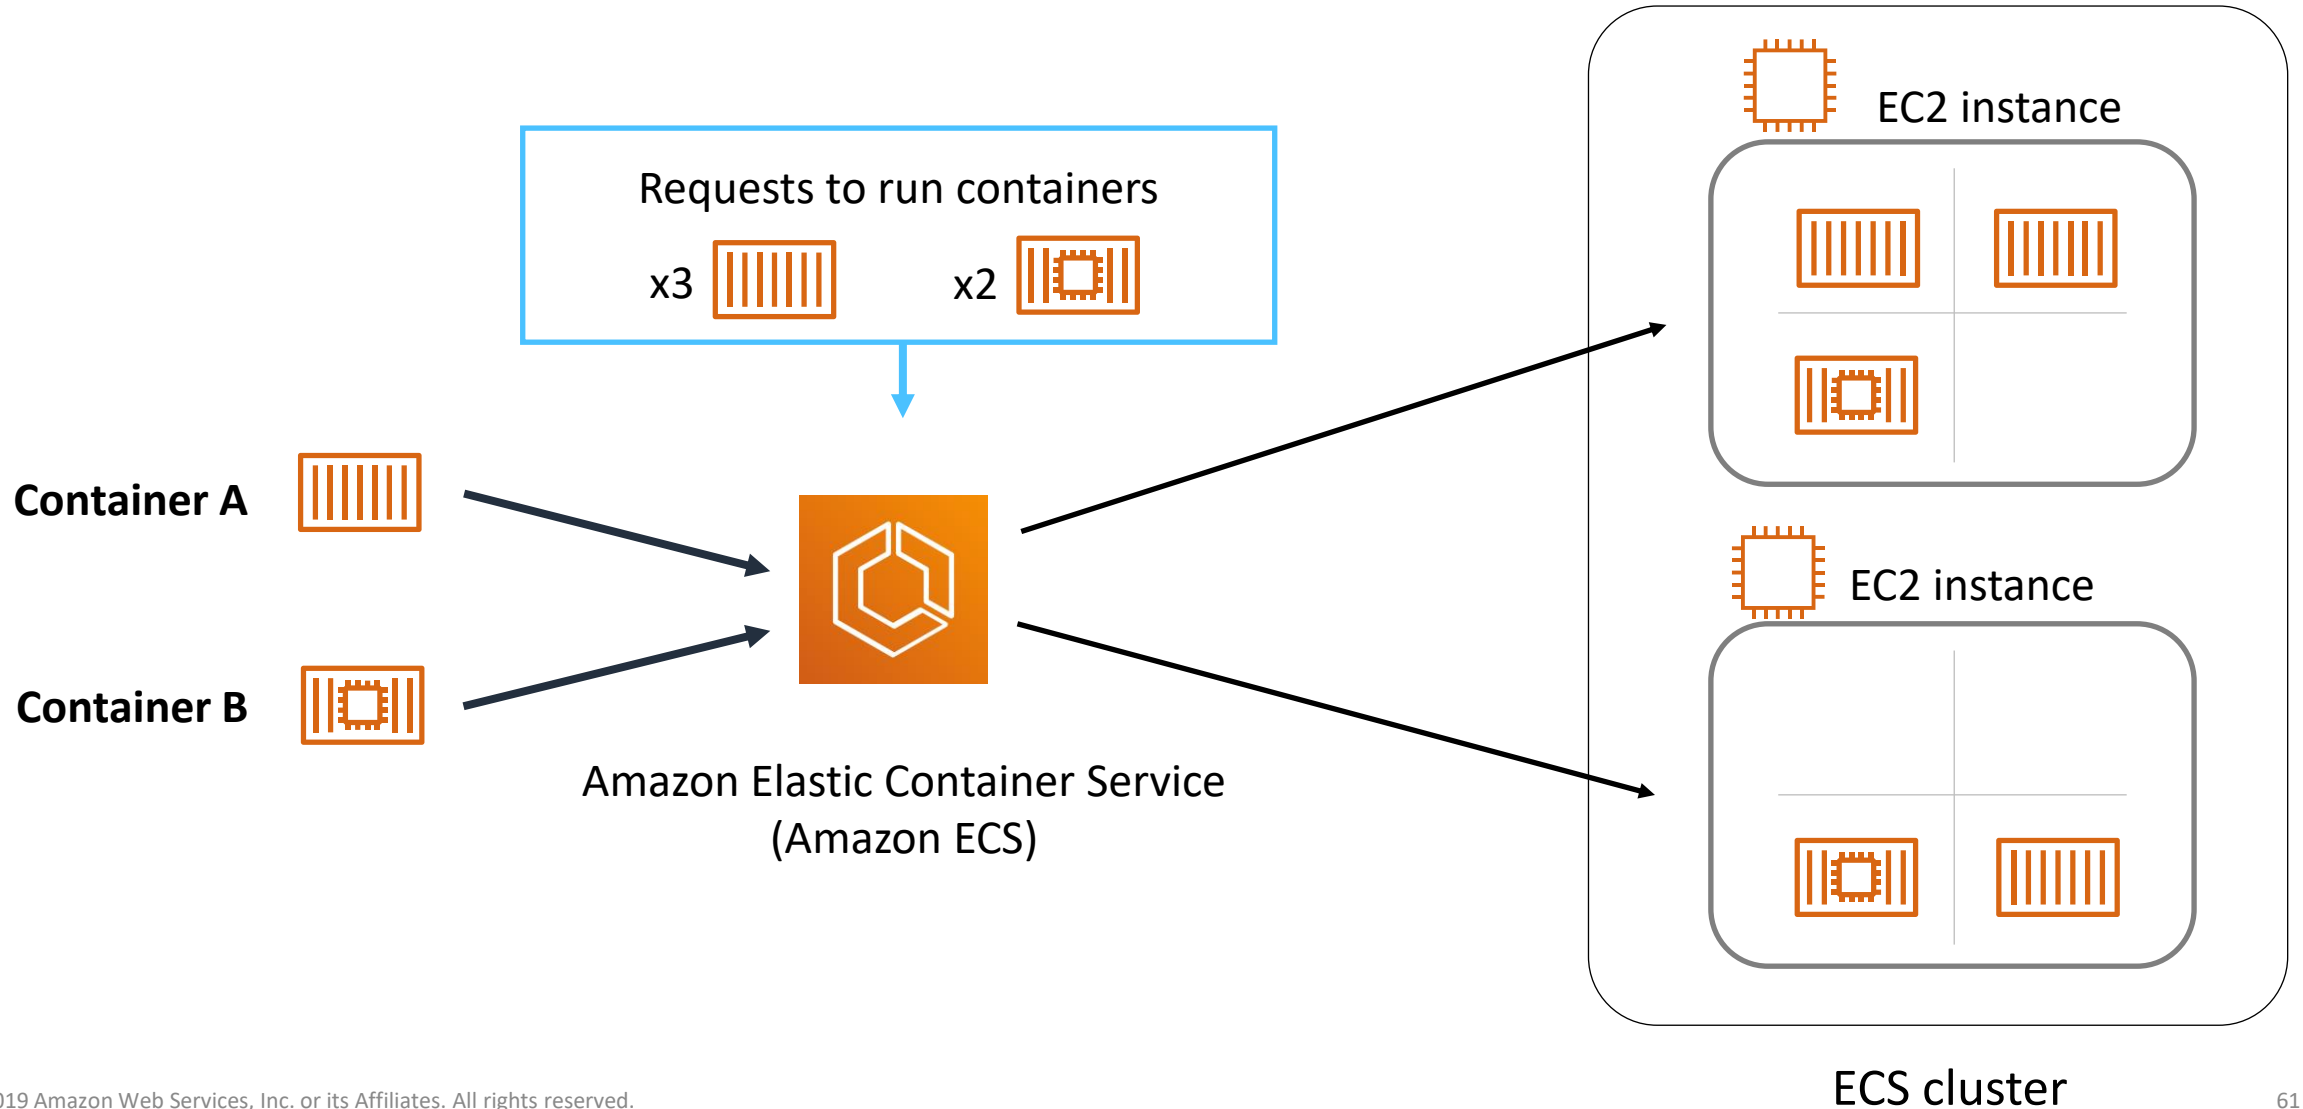 EC2 instance
Requests to run containers
x3
x2
Container A
EC2 instance
Container B
Amazon Elastic Container Service
(Amazon ECS)
ECS cluster
019 Amazon Web Services, Inc. or its Affiliates. All rights reserved.
61